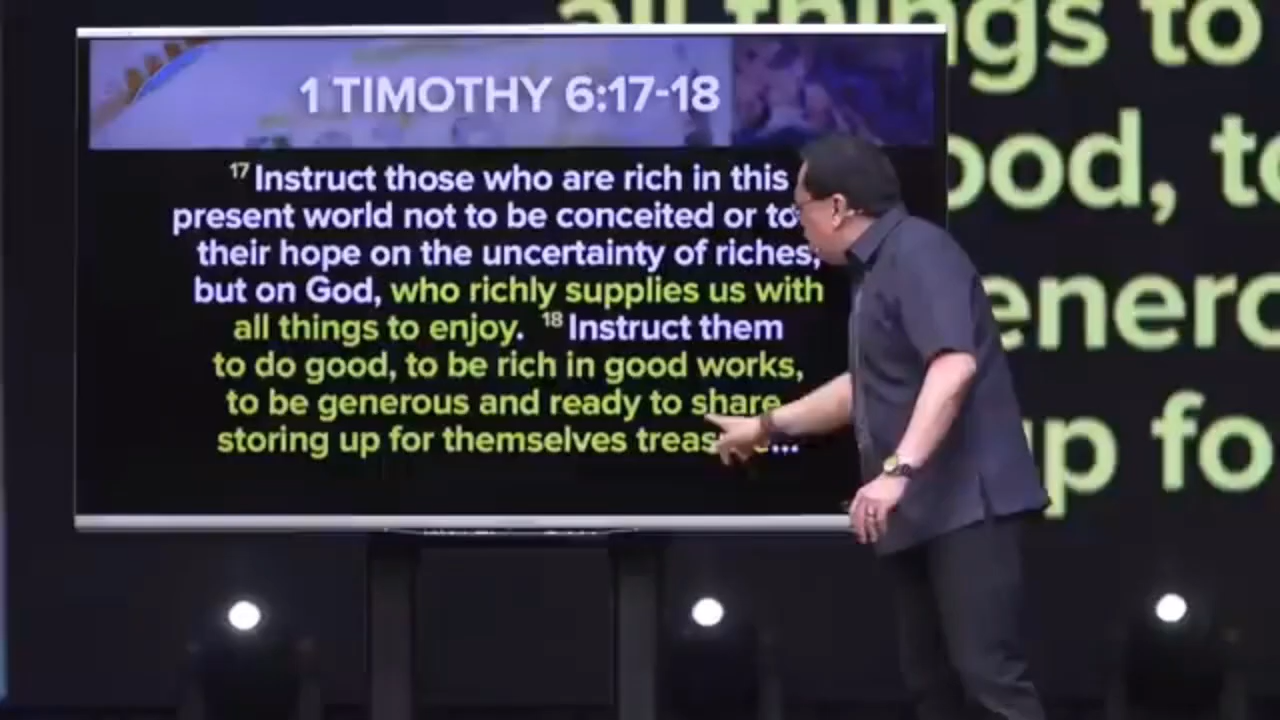 1 TIMOTHY 6:17-18
17 Instruct those who are rich in this
present world not to be conceited or to
their hope on the uncertainty of riches,
but on God, who richly supplies us with
all things to enjoy. 18 Instruct them
to do good, to be rich in good works,
to be generous and ready to share
storing up for themselves ...
all things to
ood, to
enero
up fo